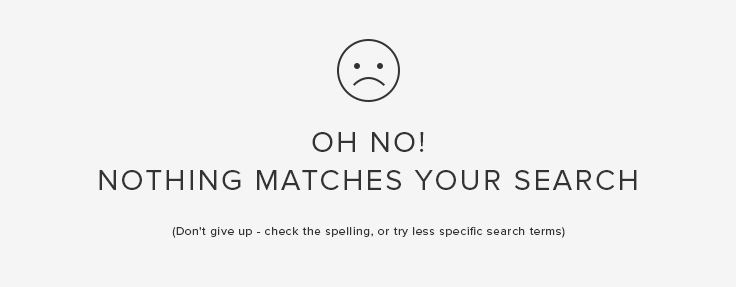 OH NO!
NOTHING MATCHES YOUR SEARCH
(Don't give up - check the spelling, or try less specific search terms)